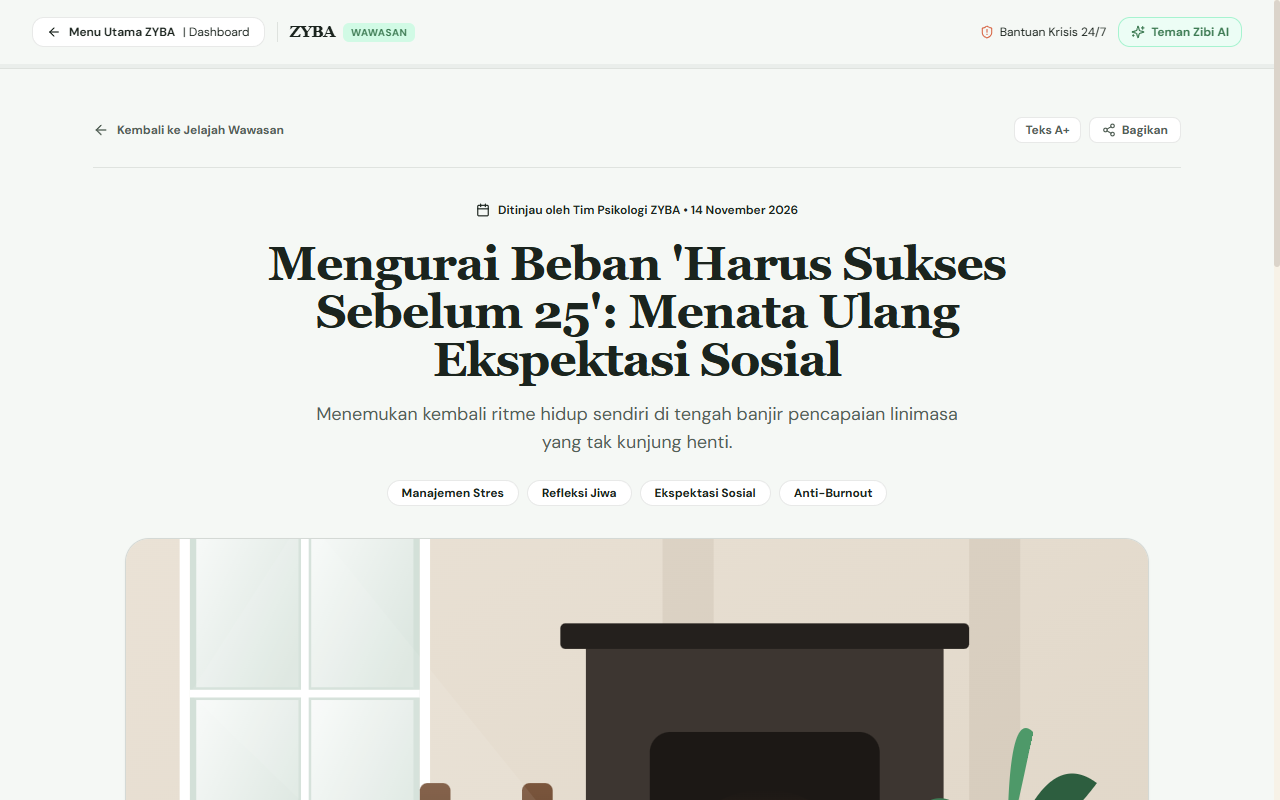 Menu Utama ZYBA | Dashboard
ZYBA WAWASAN
Bantuan Krisis 24/7
Teman Zibi AI
Kembali ke Jelajah Wawasan
Teks A+
Bagikan
Ditinjau oleh Tim Psikologi ZYBA • 14 November 2026
Mengurai Beban 'Harus Sukses
Sebelum 25': Menata Ulang
Ekspektasi Sosial
Menemukan kembali ritme hidup sendiri di tengah banjir pencapaian linimasa
yang tak kunjung henti.
Manajemen Stres
Refleksi Jiwa
Ekspektasi Sosial
Anti-Burnout